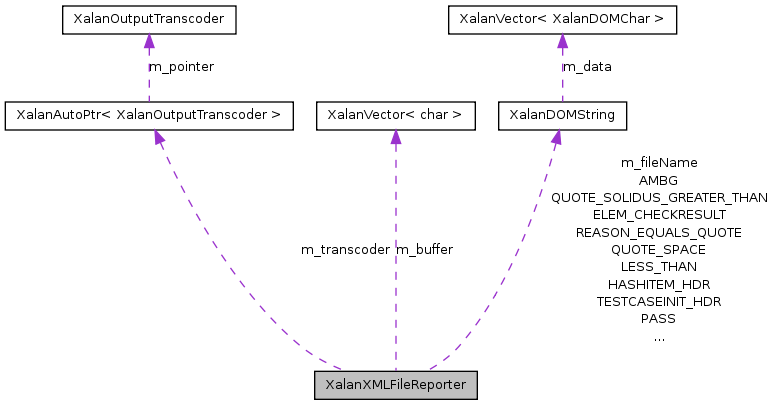 XalanOutputTranscoder
XalanVector< XalanDOMChar >
m_pointer
m_data
XalanAutoPtr< XalanOutputTranscoder >
XalanVector< char >
XalanDOMString
m_transcoder
m_buffer
m_fileName
AMBG
QUOTE_SOLIDUS_GREATER_THAN
ELEM_CHECKRESULT
REASON_EQUALS_QUOTE
QUOTE_SPACE
LESS_THAN
HASHITEM_HDR
TESTCASEINIT_HDR
PASS
...
XalanXMLFileReporter